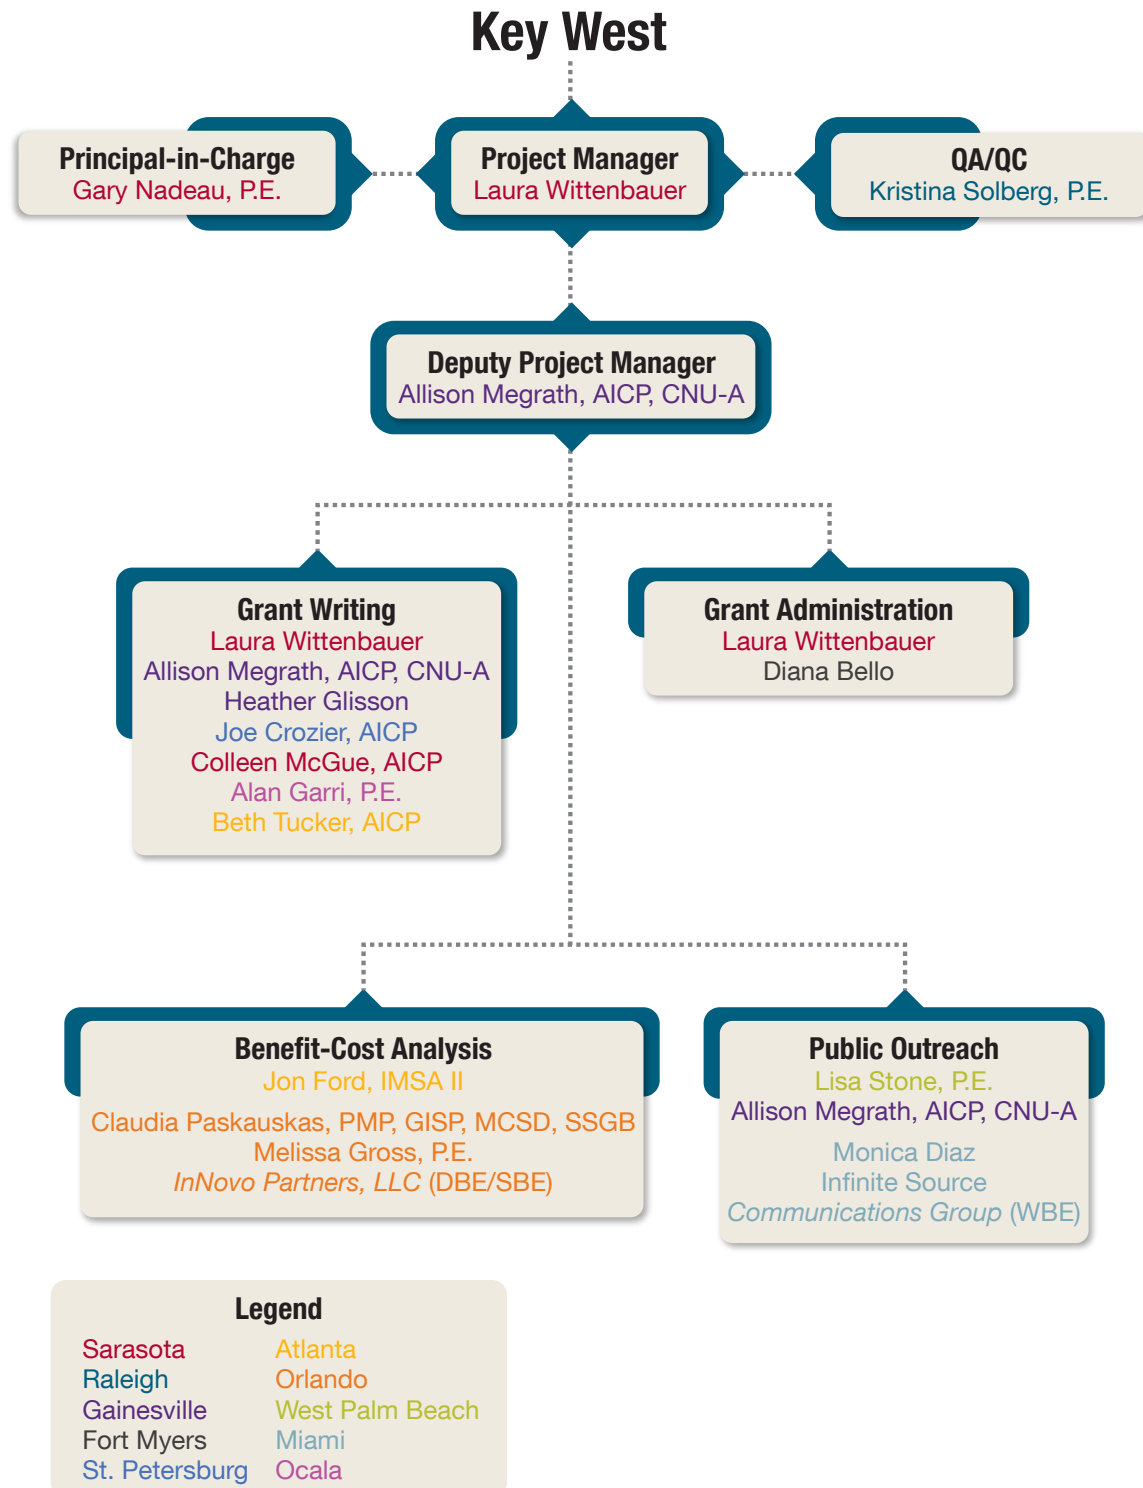 Key West
Principal-in-Charge
Gary Nadeau, P.E.
Project Manager
Laura Wittenbauer
QA/QC
Kristina Solberg, P.E.
Deputy Project Manager
Allison Megrath, AICP, CNU-A
Grant Writing
Laura Wittenbauer
Allison Megrath, AICP, CNU-A
Heather Glisson
Joe Crozier, AICP
Colleen McGue, AICP
Alan Garri, P.E.
Beth Tucker, AICP
Grant Administration
Laura Wittenbauer
Diana Bello
Benefit-Cost Analysis
Jon Ford, IMSA II
Claudia Paskauskas, PMP, GISP, MCSD, SSGB
Melissa Gross, P.E.
InNovo Partners, LLC (DBE/SBE)
Public Outreach
Lisa Stone, P.E.
Allison Megrath, AICP, CNU-A
Monica Diaz
Infinite Source
Communications Group (WBE)
Legend
Sarasota
Raleigh
Gainesville
Fort Myers
St. Petersburg
Atlanta
Orlando
West Palm Beach
Miami
Ocala